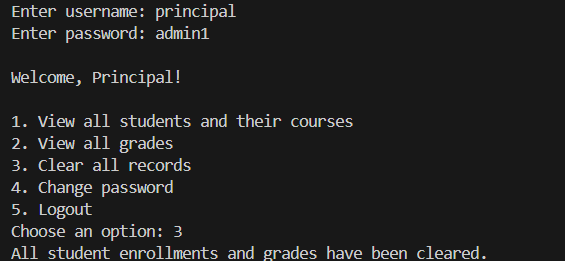 Enter username: principal
Enter password: admin1
Welcome, Principal!
1. View all students and their courses
2. View all grades
3. Clear all records
4. Change password
5. Logout
Choose an option: 3
All student enrollments and grades have been cleared.